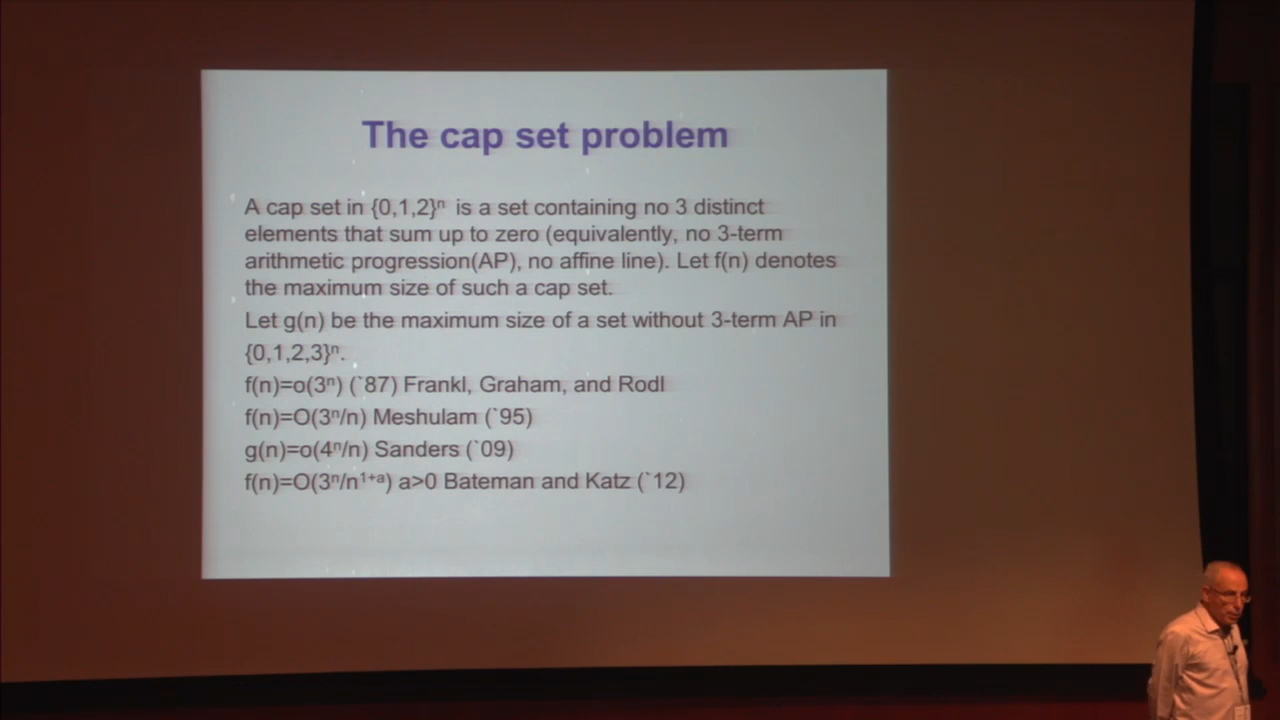 The cap set problem
A cap set in {0,1,2}ⁿ is a set containing no 3 distinct
elements that sum up to zero (equivalently, no 3-term
arithmetic progression(AP), no affine line). Let f(n) denotes
the maximum size of such a cap set.
Let g(n) be the maximum size of a set without 3-term AP in
{0,1,2,3}ⁿ.
f(n)=o(3ⁿ) (`87) Frankl, Graham, and Rodl
f(n)=O(3ⁿ/n) Meshulam (`95)
g(n)=o(4ⁿ/n) Sanders (`09)
f(n)=O(3ⁿ/n¹⁺ᵃ) a>0 Bateman and Katz (`12)